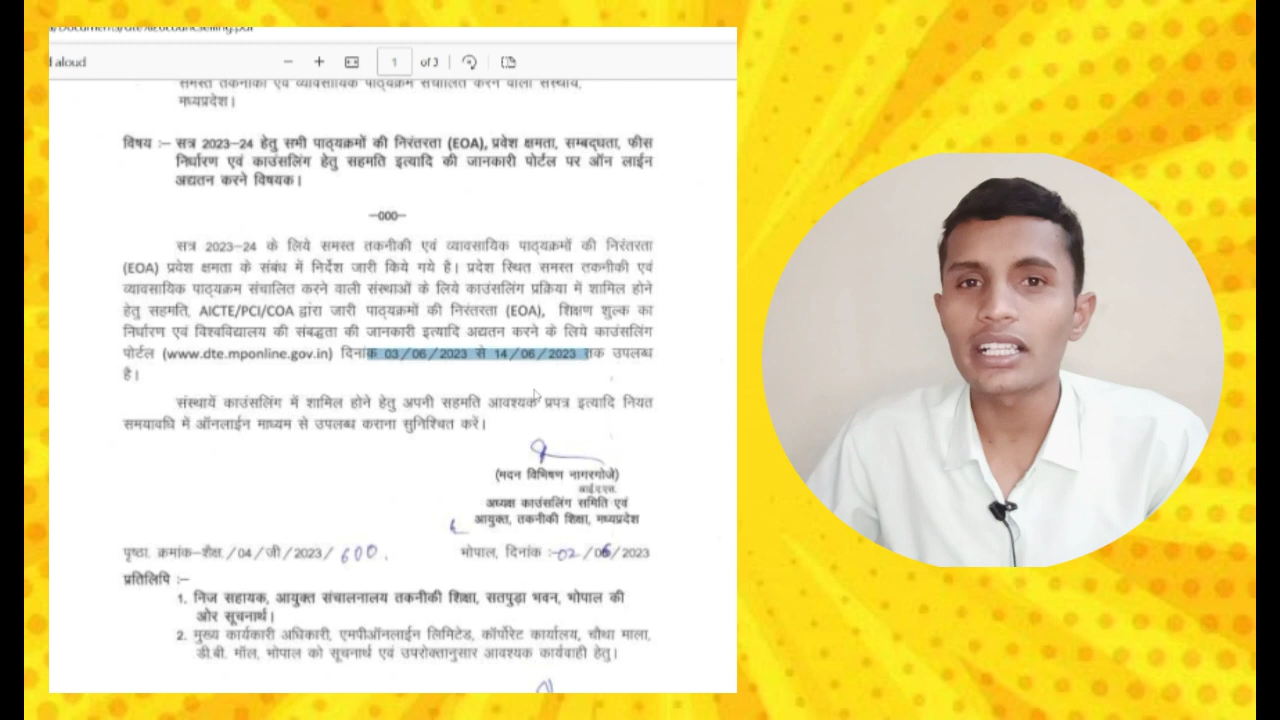 s/Documents/dte%20councselling.pdf
d aloud
1 of 3
समस्त तकनीकी एवं व्यावसायिक पाठ्यक्रम संचालित करने वाली संस्थायें,
मध्यप्रदेश।
विषय :– सत्र 2023–24 हेतु सभी पाठ्यक्रमों की निरंतरता (EOA), प्रवेश क्षमता, सम्बद्धता, फीस
निर्धारण एवं काउंसलिंग हेतु सहमति इत्यादि की जानकारी पोर्टल पर ऑन लाईन
अद्यतन करने विषयक।
–000–
सत्र 2023–24 के लिये समस्त तकनीकी एवं व्यावसायिक पाठ्यक्रमों की निरंतरता
(EOA) प्रवेश क्षमता के संबंध में निर्देश जारी किये गये है। प्रदेश स्थित समस्त तकनीकी एवं
व्यावसायिक पाठ्यक्रम संचालित करने वाली संस्थाओं के लिये काउंसलिंग प्रक्रिया में शामिल होने
हेतु सहमति, AICTE/PCI/COA द्वारा जारी पाठ्यक्रमों की निरंतरता (EOA), शिक्षण शुल्क का
निर्धारण एवं विश्वविद्यालय की संबद्धता की जानकारी इत्यादि अद्यतन करने के लिये काउंसलिंग
पोर्टल (www.dte.mponline.gov.in) दिनांक 03/06/2023 से 14/06/2023 तक उपलब्ध
है।
संस्थायें काउंसलिंग में शामिल होने हेतु अपनी सहमति आवश्यक प्रपत्र इत्यादि नियत
समयावधि में ऑनलाईन माध्यम से उपलब्ध कराना सुनिश्चित करें।
(मदन विभिषण नागरगोजे)
आई.ए.एस.
अध्यक्ष काउंसलिंग समिति एवं
आयुक्त, तकनीकी शिक्षा, मध्यप्रदेश
पृष्ठा. क्रमांक–शैक्ष./04/जी/2023/ 600. भोपाल, दिनांक :–02/06/2023
प्रतिलिपि :–
1. निज सहायक, आयुक्त संचालनालय तकनीकी शिक्षा, सतपुड़ा भवन, भोपाल की
ओर सूचनार्थ।
2. मुख्य कार्यकारी अधिकारी, एमपीऑनलाईन लिमिटेड, कॉर्पोरेट कार्यालय, चौथा माला,
डी.बी. मॉल, भोपाल को सूचनार्थ एवं उपरोक्तानुसार आवश्यक कार्यवाही हेतु।